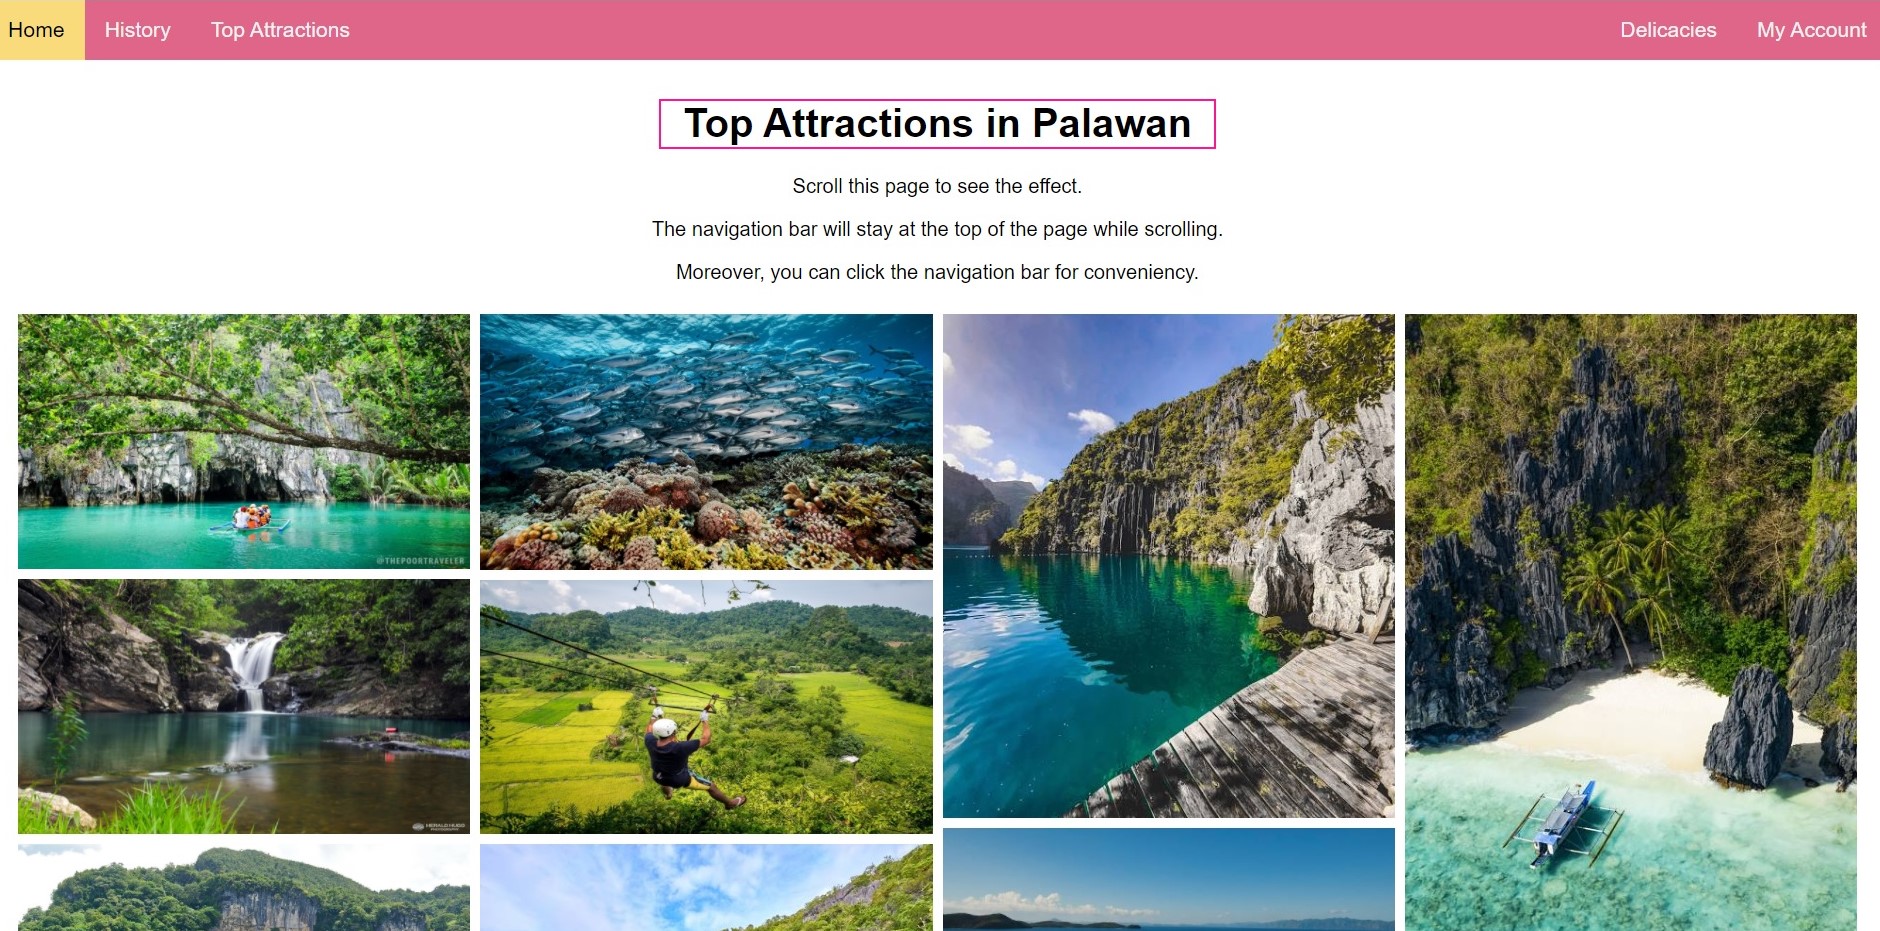 Home History Top Attractions Delicacies My Account
Top Attractions in Palawan
Scroll this page to see the effect.
The navigation bar will stay at the top of the page while scrolling.
Moreover, you can click the navigation bar for conveniency.
@THEPOORTRAVELER